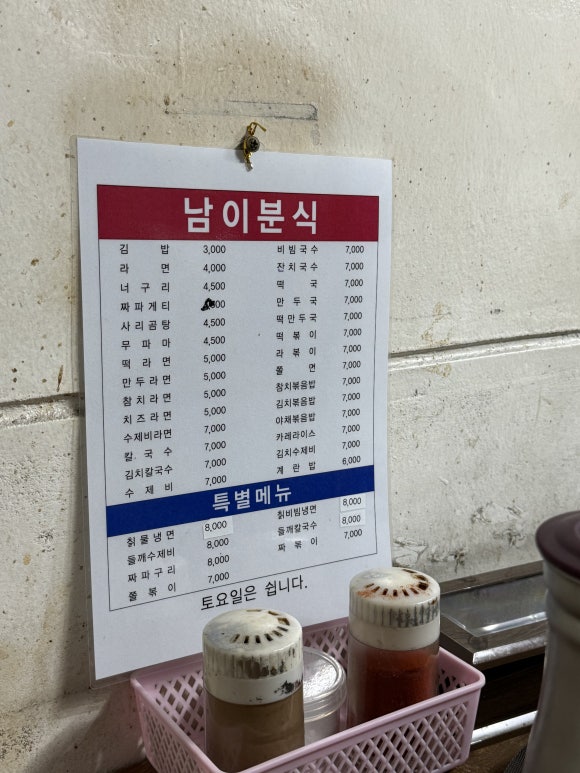 남이분식
김밥 3,000
라면 4,000
너구리 4,500
짜파게티
사리곰탕 4,500
무파마 4,500
떡라면 5,000
만두라면 5,000
참치라면 5,000
치즈라면 5,000
수제비라면 7,000
칼국수 7,000
김치칼국수 7,000
수제비 7,000
비빔국수 7,000
잔치국수 7,000
떡국 7,000
만두국 7,000
떡만두국 7,000
떡볶이 7,000
라볶이 7,000
쫄면 7,000
참치볶음밥 7,000
김치볶음밥 7,000
야채볶음밥 7,000
카레라이스 7,000
김치수제비 7,000
계란밥 6,000
특별메뉴
칡물냉면 8,000
들깨수제비 8,000
짜파구리 8,000
쫄볶이 7,000
칡비빔냉면 8,000
들깨칼국수 8,000
짜볶이 7,000
토요일은 쉽니다.